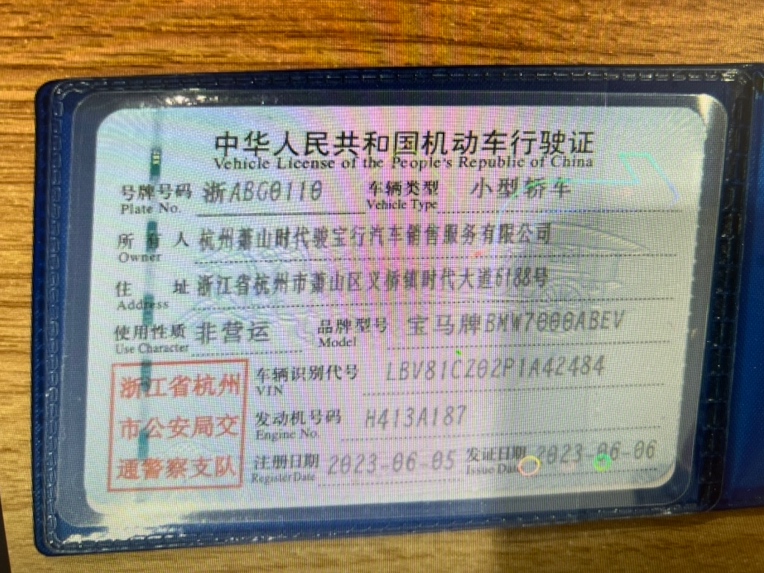 中华人民共和国机动车行驶证
Vehicle License of the People's Republic of China
号牌号码 浙ABG0110 车辆类型 小型轿车
Plate No. Vehicle Type
所有人 杭州萧山时代骏宝行汽车销售服务有限公司
Owner
住址 浙江省杭州市萧山区义桥镇时代大道6188号
Address
使用性质 非营运 品牌型号 宝马牌BMW7000ABEV
Use Character Model
浙江省杭州
市公安局交
通警察支队
车辆识别代号 LBV81CZ02P1A42484
VIN
发动机号码 H413A187
Engine No.
注册日期 2023-06-05 发证日期 2023-06-06
Register Date Issue Date